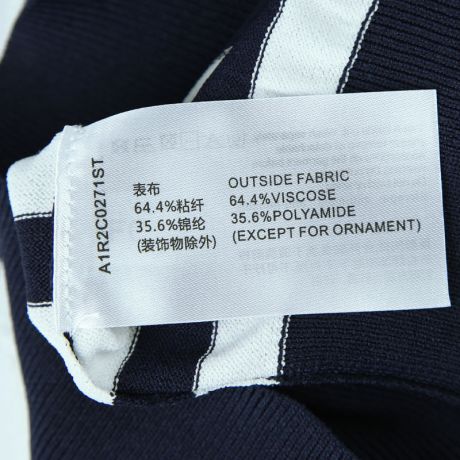 A1R2C0271ST
表布
64.4%粘纤
35.6%锦纶
(装饰物除外)
OUTSIDE FABRIC
64.4%VISCOSE
35.6%POLYAMIDE
(EXCEPT FOR ORNAMENT)